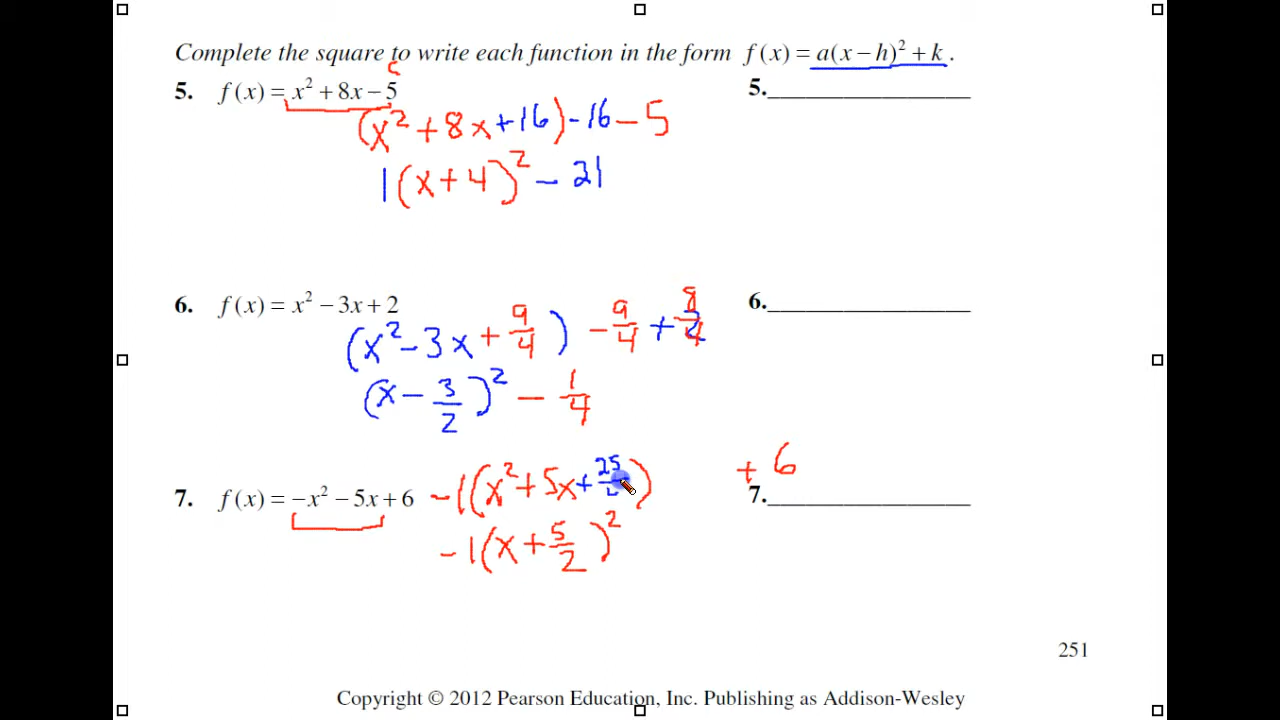 Complete the square to write each function in the form f(x) = a(x − h)² + k.
5. f(x) = x² + 8x − 5 5.
(x² + 8x + 16) - 16 - 5
1(x + 4)² - 21
6. f(x) = x² − 3x + 2 6.
(x² - 3x + 9/4) - 9/4 + 8/4
(x - 3/2)² - 1/4
-1(x² + 5x + 25/) + 6
7. f(x) = −x² − 5x + 6 7.
-1(x + 5/2)²
251
Copyright © 2012 Pearson Education, Inc. Publishing as Addison-Wesley